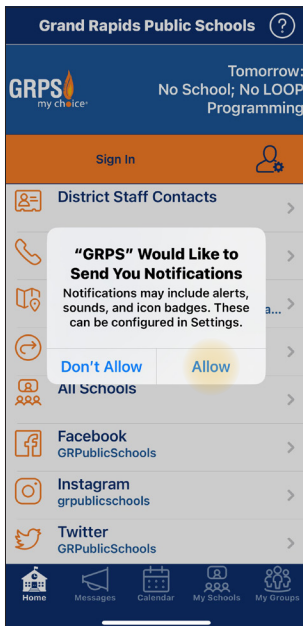 Grand Rapids Public Schools ?
GRPS
my choice
Tomorrow:
No School; No LOOP
Programming
Sign In
District Staff Contacts
“GRPS” Would Like to
Send You Notifications
Notifications may include alerts,
sounds, and icon badges. These
can be configured in Settings.
a...
Don’t Allow Allow
All Schools
Facebook
GRPublicSchools
Instagram
grpublicschools
Twitter
GRPublicSchools
Home Messages Calendar My Schools My Groups